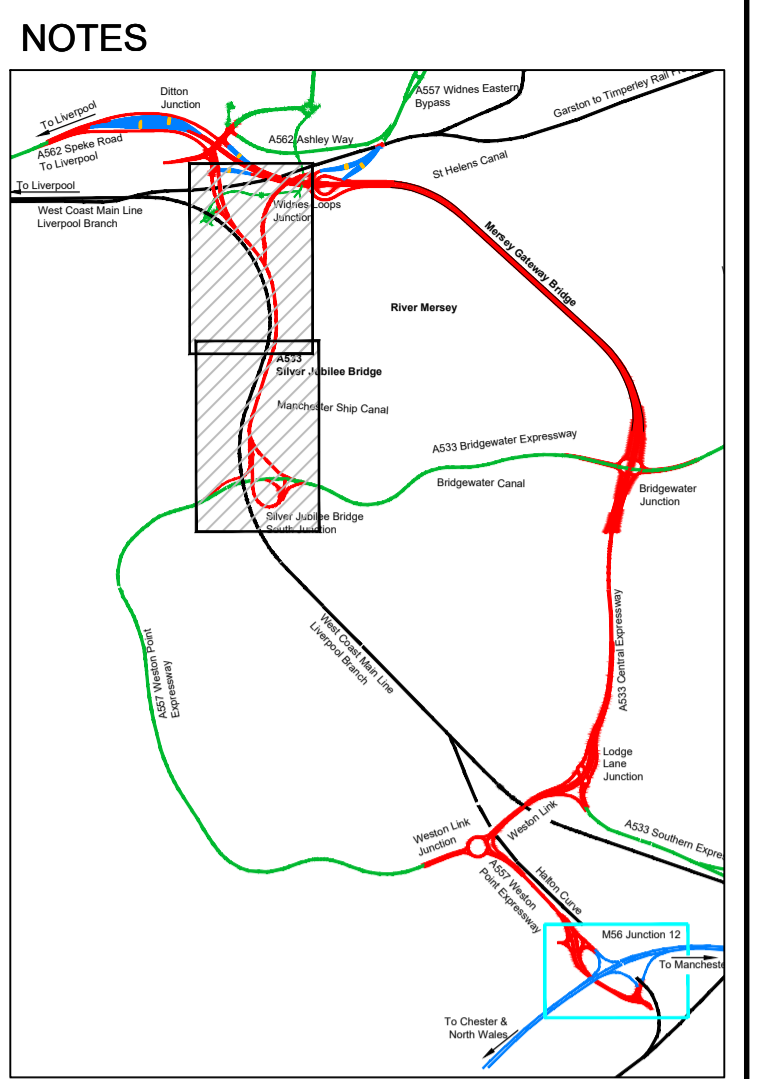 NOTES
Ditton
Junction
To Liverpool
A557 Widnes Eastern
Bypass
Garston to Timperley Rail
A562 Speke Road
To Liverpool
A562 Ashley Way
St Helens Canal
To Liverpool
West Coast Main Line
Liverpool Branch
Widnes Loops
Junction
Mersey Gateway Bridge
River Mersey
A533
Silver Jubilee Bridge
Manchester Ship Canal
A533 Bridgewater Expressway
Bridgewater Canal
Bridgewater
Junction
Silver Jubilee Bridge
South Junction
A533 Central Expressway
West Coast Main Line
Liverpool Branch
A557 Weston Point
Expressway
Lodge
Lane
Junction
Weston Link
Junction
Weston Link
A533 Southern Expre
A557 Weston
Point Expressway
Halton Curve
M56 Junction 12
To Mancheste
To Chester &
North Wales